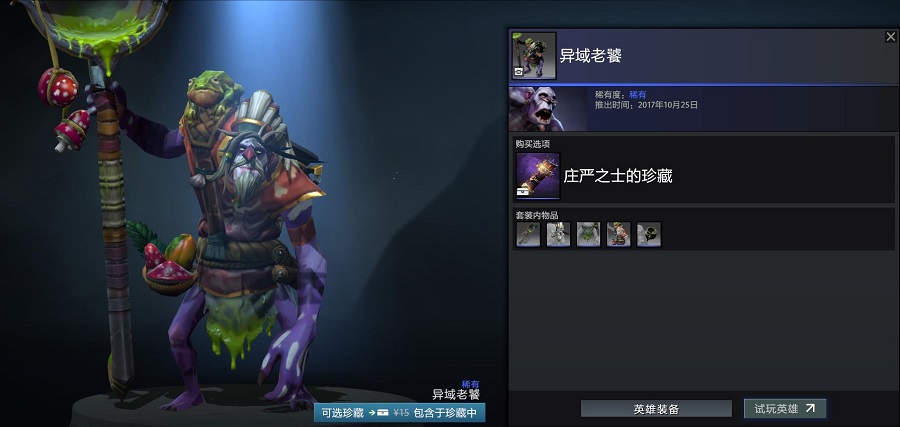 异域老饕
稀有度：稀有
推出时间：2017年10月25日
购买选项
庄严之士的珍藏
套装内物品
稀有
异域老饕
可选珍藏 ¥15 包含于珍藏中
英雄装备
试玩英雄